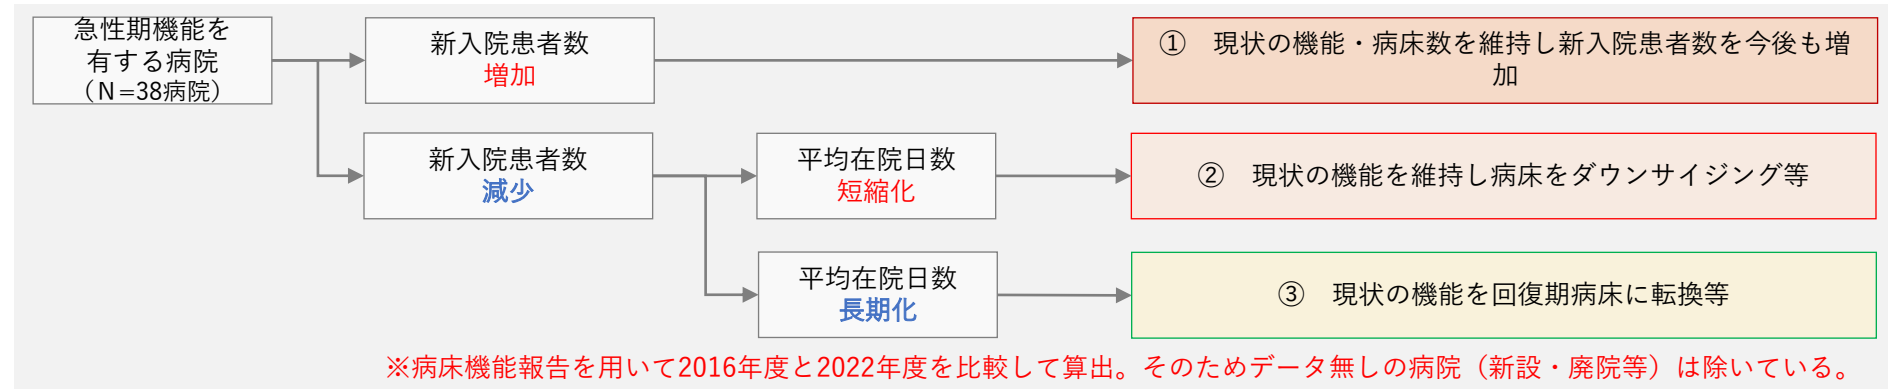 急性期機能を
有する病院
（N=38病院）
新入院患者数
増加
① 現状の機能・病床数を維持し新入院患者数を今後も増
加
新入院患者数
減少
平均在院日数
短縮化
② 現状の機能を維持し病床をダウンサイジング等
平均在院日数
長期化
③ 現状の機能を回復期病床に転換等
※病床機能報告を用いて2016年度と2022年度を比較して算出。そのためデータ無しの病院（新設・廃院等）は除いている。